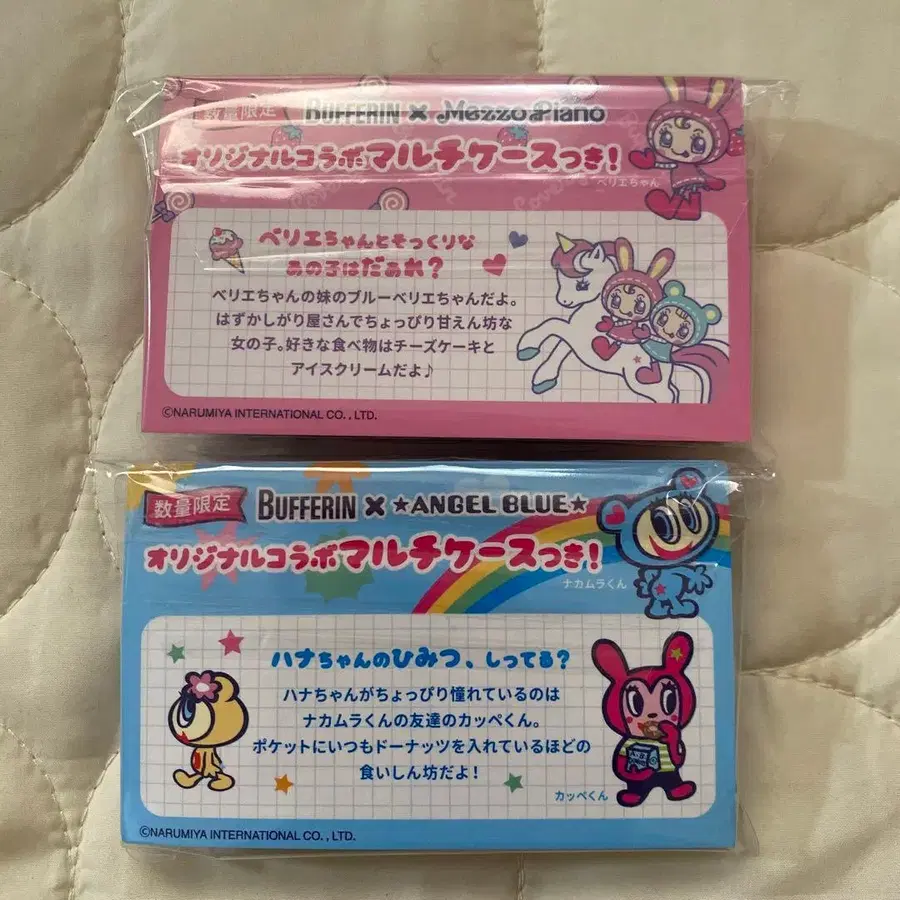 数量限定 BUFFERIN × Mezzo Piano
オリジナルコラボマルチケースつき!
ベリエちゃん
ベリエちゃんとそっくりな
あの子はだぁれ?
ベリエちゃんの妹のブルーベリエちゃんだよ。
はずかしがり屋さんでちょっぴり甘えん坊な
女の子。好きな食べ物はチーズケーキと
アイスクリームだよ♪
©NARUMIYA INTERNATIONAL CO., LTD.
数量限定 BUFFERIN × ★ANGEL BLUE★
オリジナルコラボマルチケースつき!
ナカムラくん
ハナちゃんのひみつ、しってる?
ハナちゃんがちょっぴり憧れているのは
ナカムラくんの友達のカッペくん。
ポケットにいつもドーナッツを入れているほどの
食いしん坊だよ!
カッペくん
©NARUMIYA INTERNATIONAL CO., LTD.